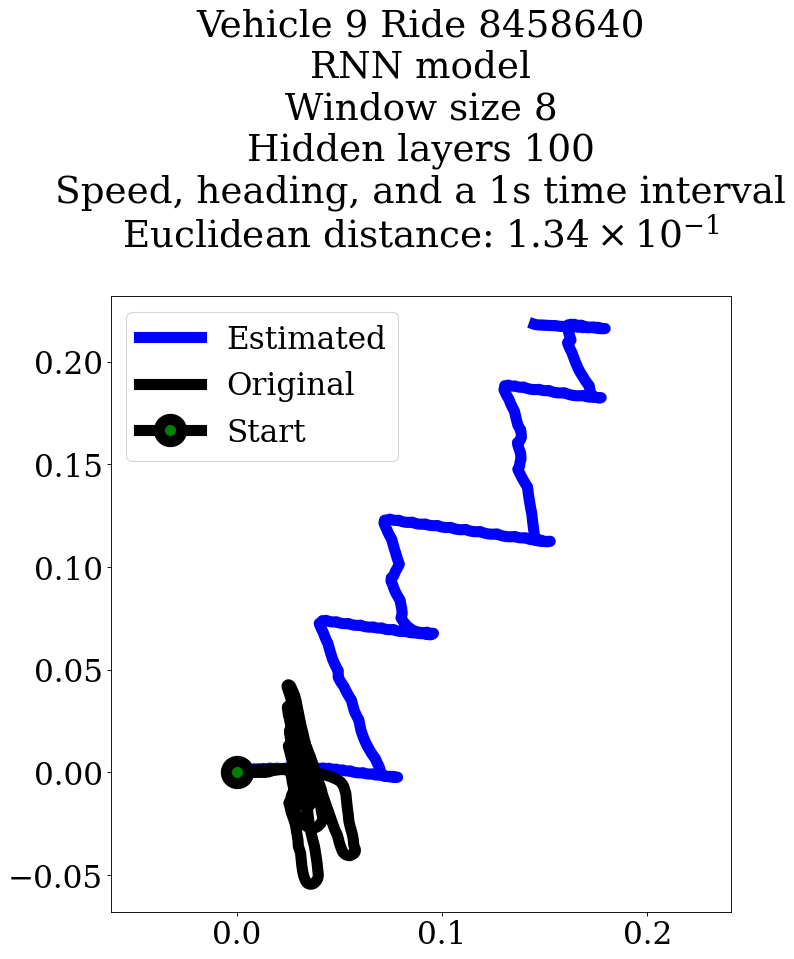 Vehicle 9 Ride 8458640
RNN model
Window size 8
Hidden layers 100
Speed, heading, and a 1s time interval
Euclidean distance: 1.34 × 10⁻¹
Estimated
Original
Start
0.20
0.15
0.10
0.05
0.00
−0.05
0.0 0.1 0.2